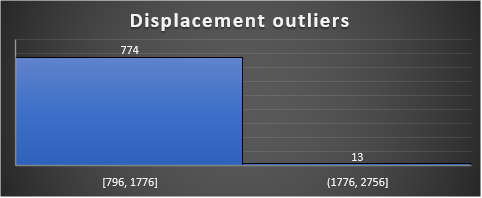 Displacement outliers
774
13
[796, 1776]
(1776, 2756]